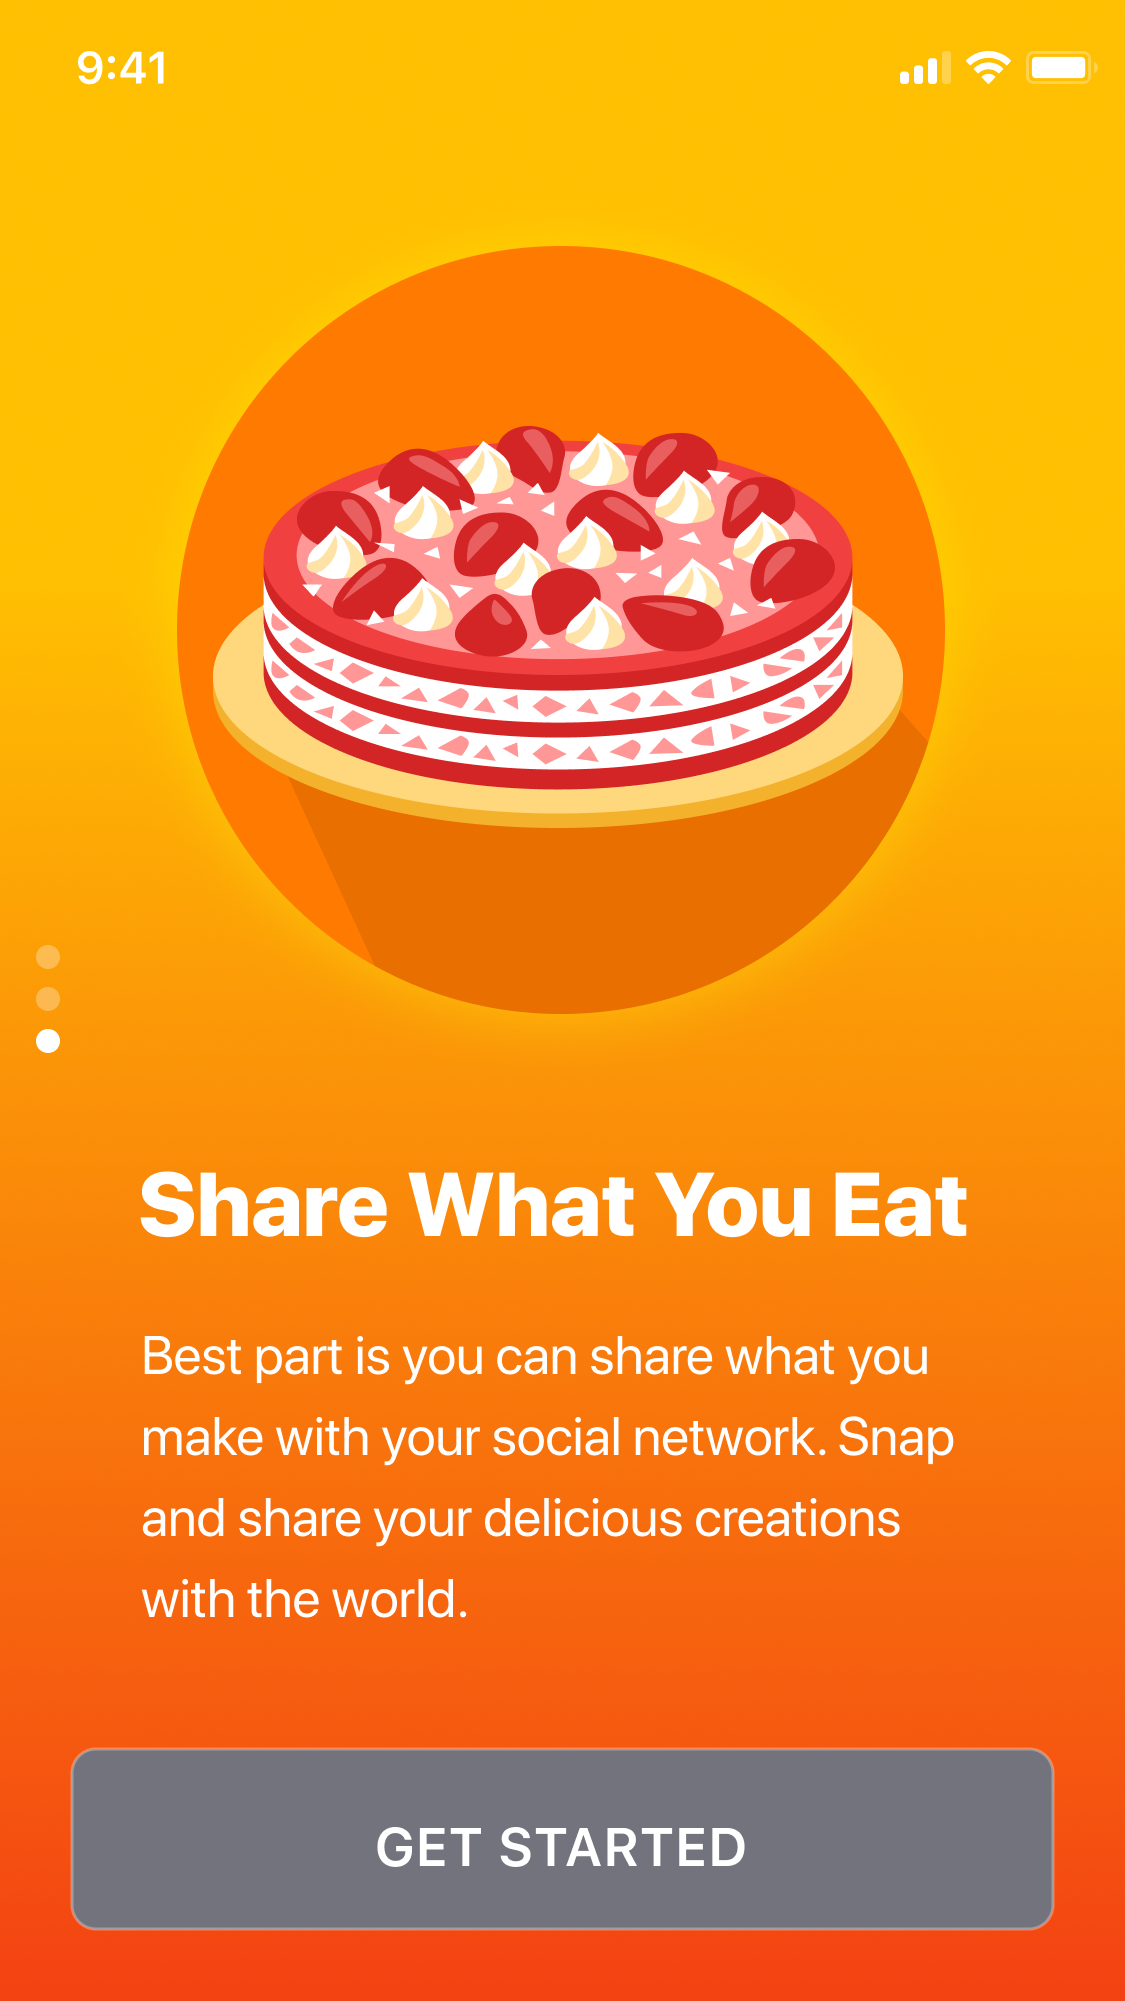 9:41
Share What You Eat
Best part is you can share what you
make with your social network. Snap
and share your delicious creations
with the world.
GET STARTED